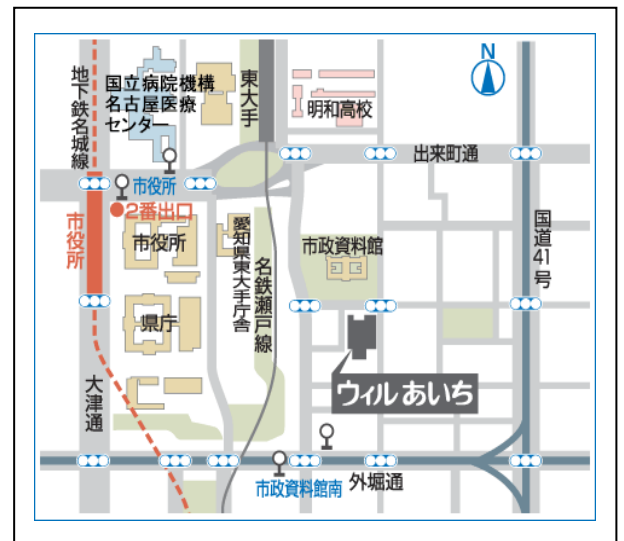 N
地下鉄名城線
国立病院機構
名古屋医療
センター
東大手
明和高校
出来町通
市役所
2番出口
市役所
市役所
愛知県東大手庁舎
名鉄瀬戸線
市政資料館
国道41号
県庁
ウィルあいち
大津通
市政資料館南
外堀通